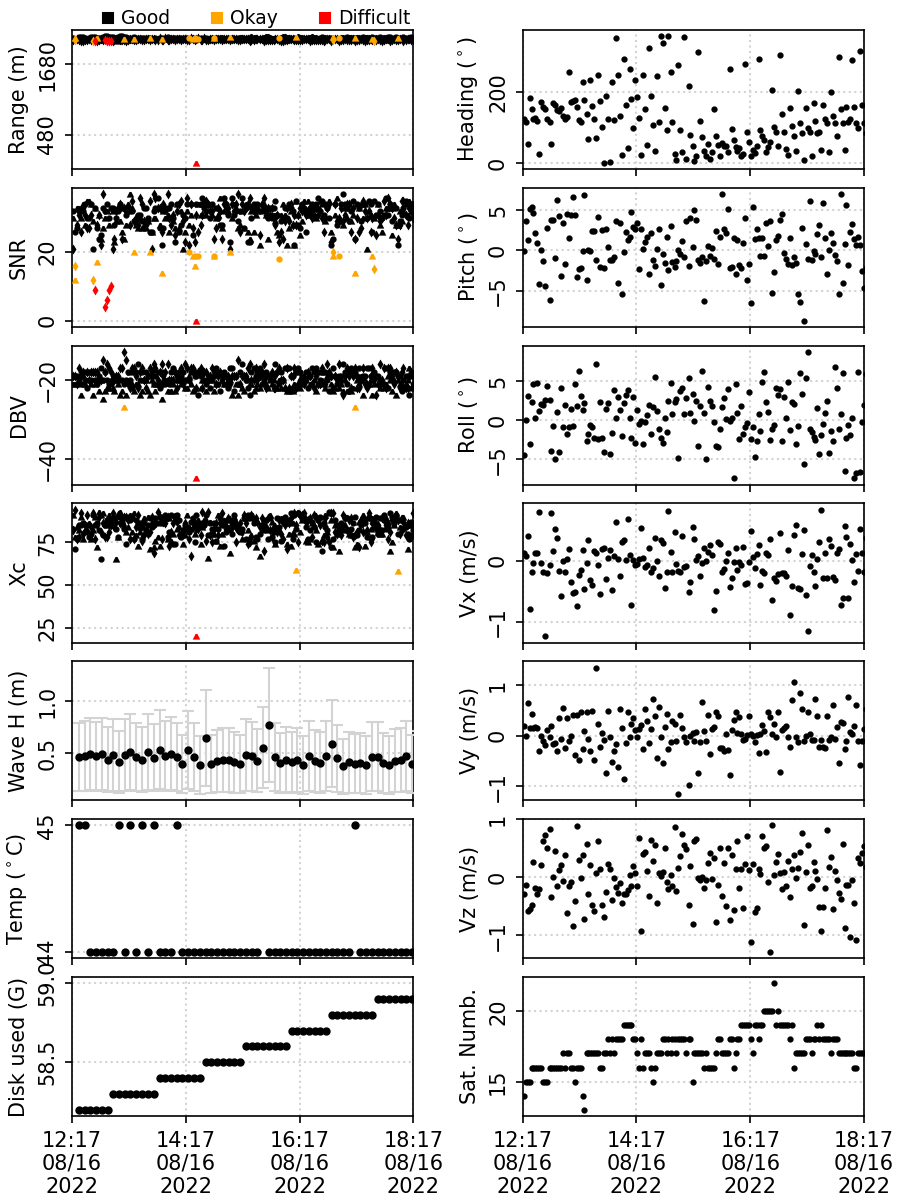 Good Okay Difficult
Range (m)
1680
480
Heading (°)
200
0
SNR
20
0
Pitch (°)
5
0
−5
DBV
−20
−40
Roll (°)
5
0
−5
Xc
75
50
25
Vx (m/s)
0
−1
Wave H (m)
1.0
0.5
Vy (m/s)
1
0
−1
Temp (°C)
45
44
Vz (m/s)
1
0
−1
Disk used (G)
59.0
58.5
Sat. Numb.
20
15
12:17 14:17 16:17 18:17 12:17 14:17 16:17 18:17
08/16 08/16 08/16 08/16 08/16 08/16 08/16 08/16
2022 2022 2022 2022 2022 2022 2022 2022